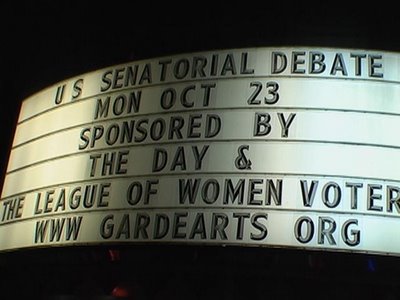 US SENATORIAL DEBATE
MON OCT 23
SPONSORED BY
THE DAY &
THE LEAGUE OF WOMEN VOTER
WWW GARDEARTS ORG